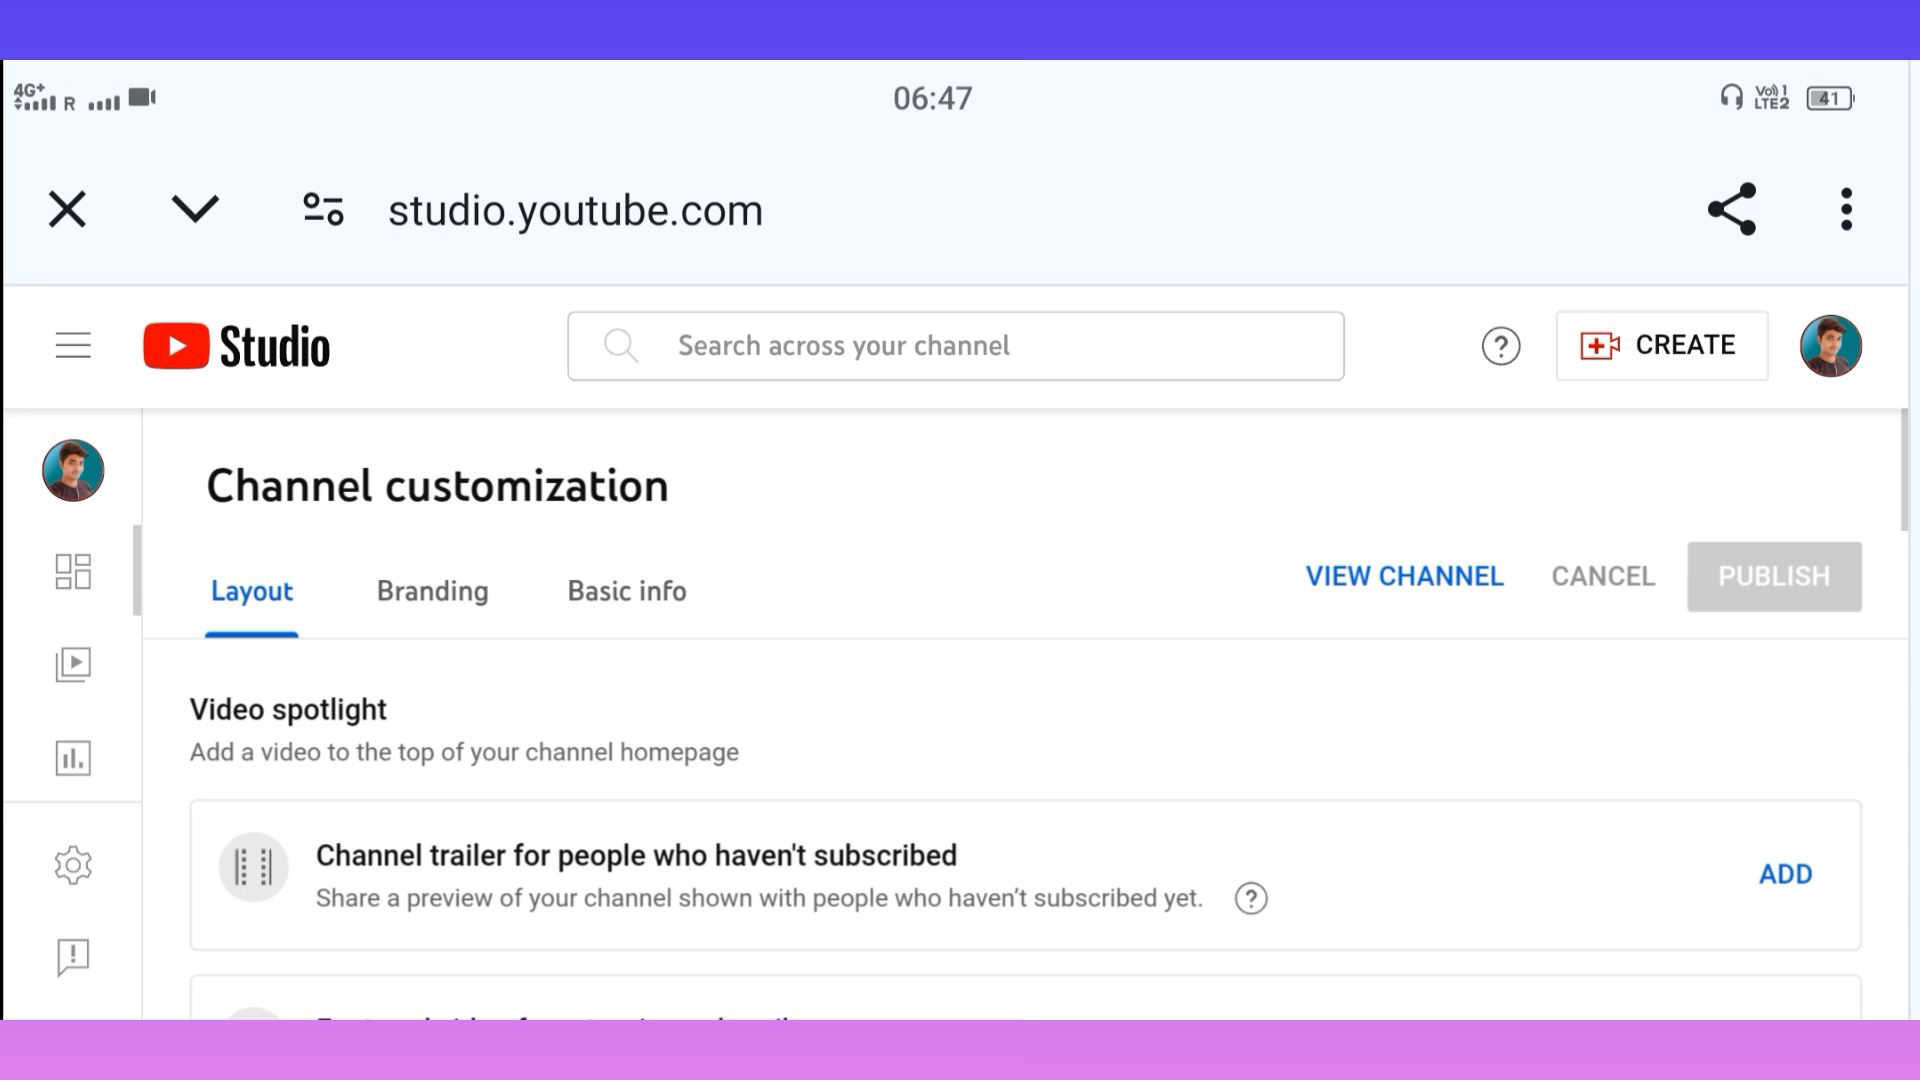 4G+
R
06:47
Vo)) 1
LTE2
41
studio.youtube.com
Studio
Search across your channel
?
CREATE
Channel customization
Layout
Branding
Basic info
VIEW CHANNEL
CANCEL
PUBLISH
Video spotlight
Add a video to the top of your channel homepage
Channel trailer for people who haven't subscribed
Share a preview of your channel shown with people who haven’t subscribed yet.
?
ADD